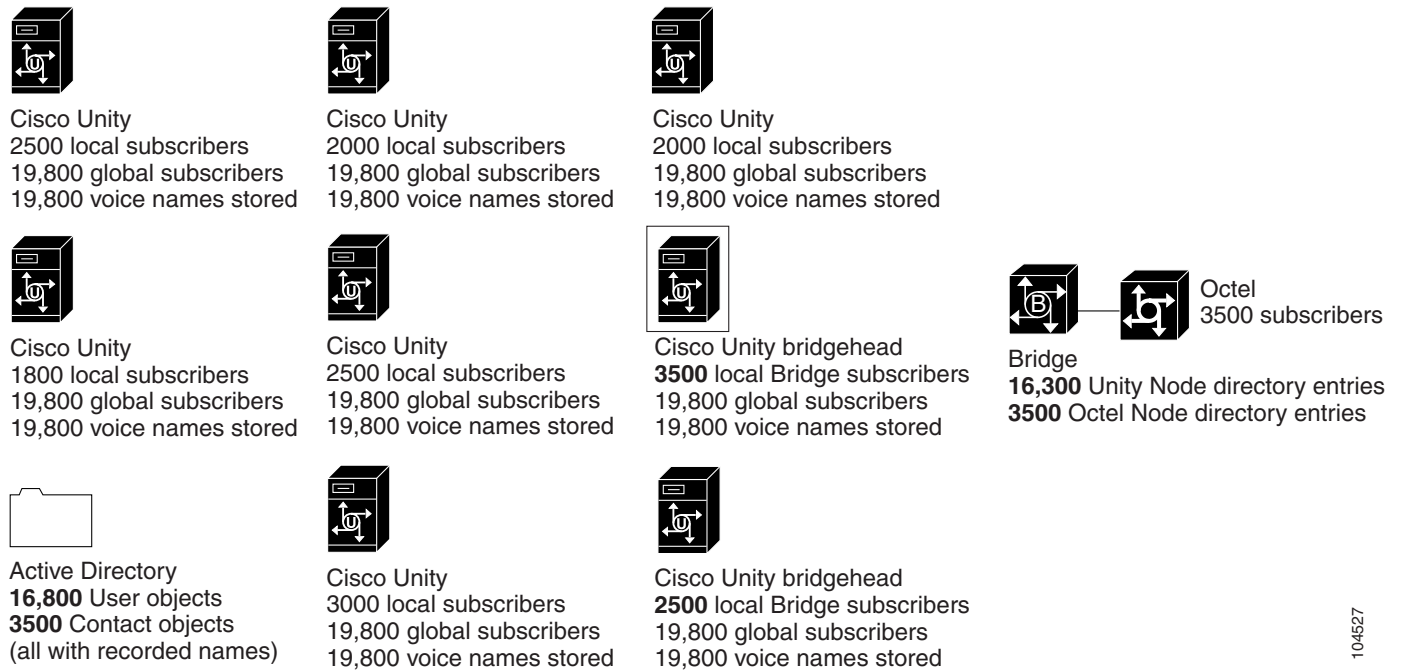 Cisco Unity
2500 local subscribers
19,800 global subscribers
19,800 voice names stored
Cisco Unity
2000 local subscribers
19,800 global subscribers
19,800 voice names stored
Cisco Unity
2000 local subscribers
19,800 global subscribers
19,800 voice names stored
Cisco Unity
1800 local subscribers
19,800 global subscribers
19,800 voice names stored
Cisco Unity
2500 local subscribers
19,800 global subscribers
19,800 voice names stored
Cisco Unity bridgehead
3500 local Bridge subscribers
19,800 global subscribers
19,800 voice names stored
Octel
3500 subscribers
Bridge
16,300 Unity Node directory entries
3500 Octel Node directory entries
Active Directory
16,800 User objects
3500 Contact objects
(all with recorded names)
Cisco Unity
3000 local subscribers
19,800 global subscribers
19,800 voice names stored
Cisco Unity bridgehead
2500 local Bridge subscribers
19,800 global subscribers
19,800 voice names stored
104527
U
U
U
U
U
U
B
U
U